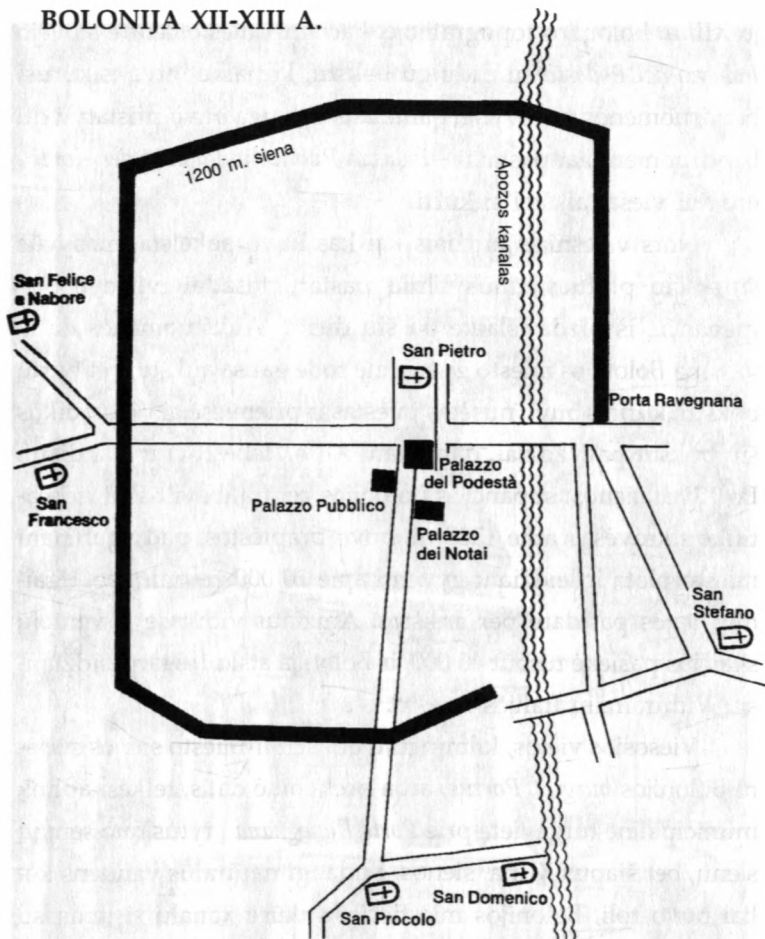 BOLONIJA XII-XIII A.
1200 m. siena
Apozos kanalas
San Felice
e Nabore
San Pietro
Porta Ravegnana
Palazzo
del Podestà
San
Francesco
Palazzo Pubblico
Palazzo
dei Notai
San
Stefano
San Domenico
San Procolo